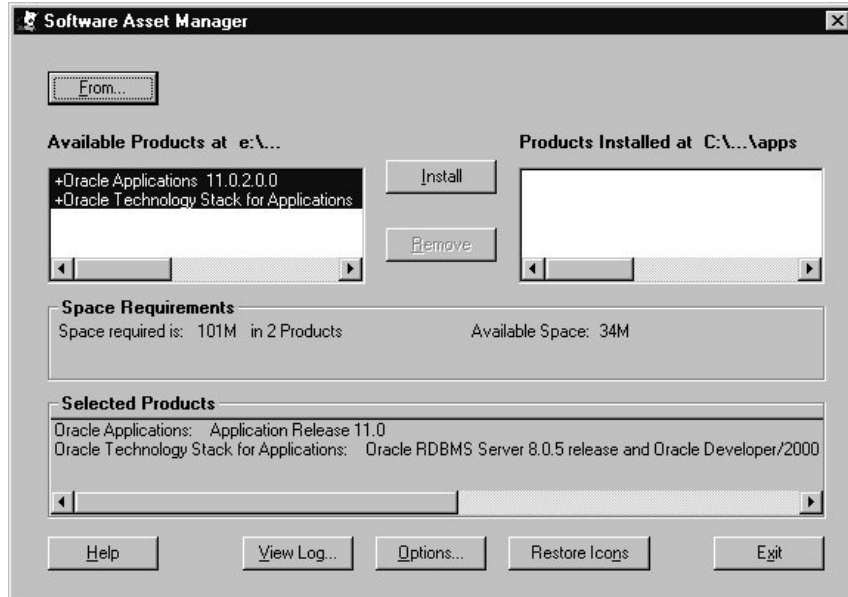 Software Asset Manager
From...
Available Products at e:\...
Products Installed at C:\...\apps
+Oracle Applications 11.0.2.0.0
+Oracle Technology Stack for Applications
Install
Remove
Space Requirements
Space required is: 101M in 2 Products
Available Space: 34M
Selected Products
Oracle Applications: Application Release 11.0
Oracle Technology Stack for Applications: Oracle RDBMS Server 8.0.5 release and Oracle Developer/2000
Help
View Log...
Options...
Restore Icons
Exit